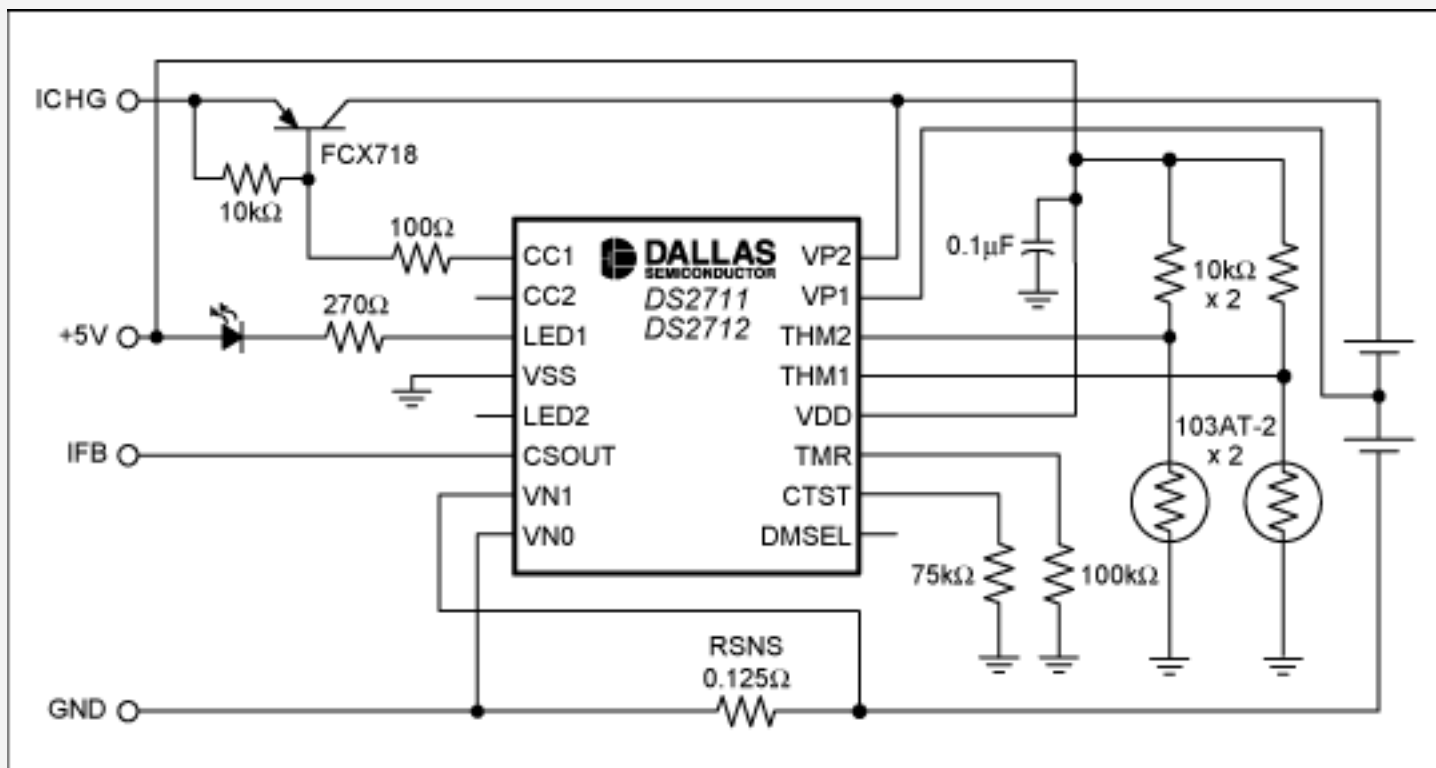 ICHG
FCX718
10kΩ
100Ω
+5V
270Ω
IFB
GND
CC1
CC2
LED1
VSS
LED2
CSOUT
VN1
VN0
DALLAS
SEMICONDUCTOR
DS2711
DS2712
VP2
VP1
THM2
THM1
VDD
TMR
CTST
DMSEL
0.1μF
10kΩ
x 2
103AT-2
x 2
75kΩ
100kΩ
RSNS
0.125Ω